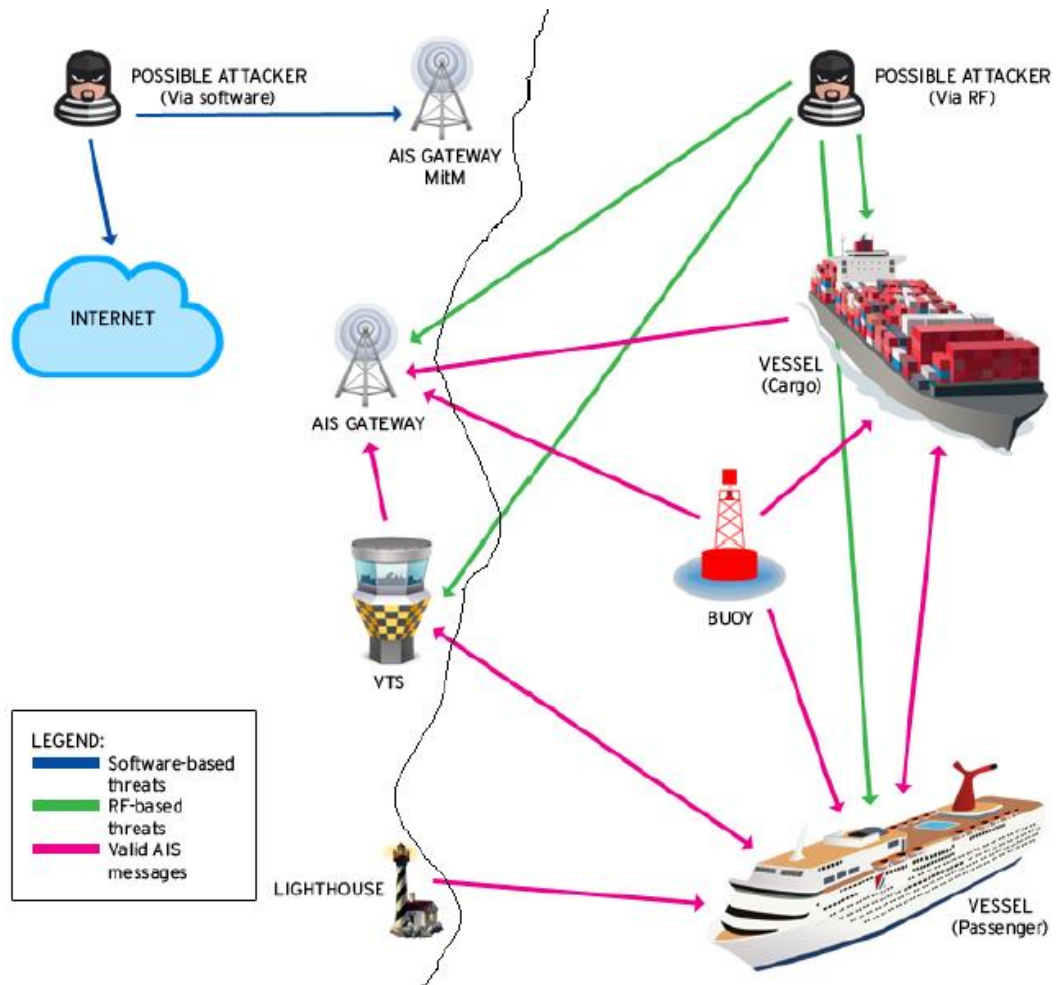 POSSIBLE ATTACKER
(Via software)
AIS GATEWAY
MitM
POSSIBLE ATTACKER
(Via RF)
INTERNET
AIS GATEWAY
VESSEL
(Cargo)
BUOY
VTS
LEGEND:
Software-based
threats
RF-based
threats
Valid AIS
messages
LIGHTHOUSE
VESSEL
(Passenger)